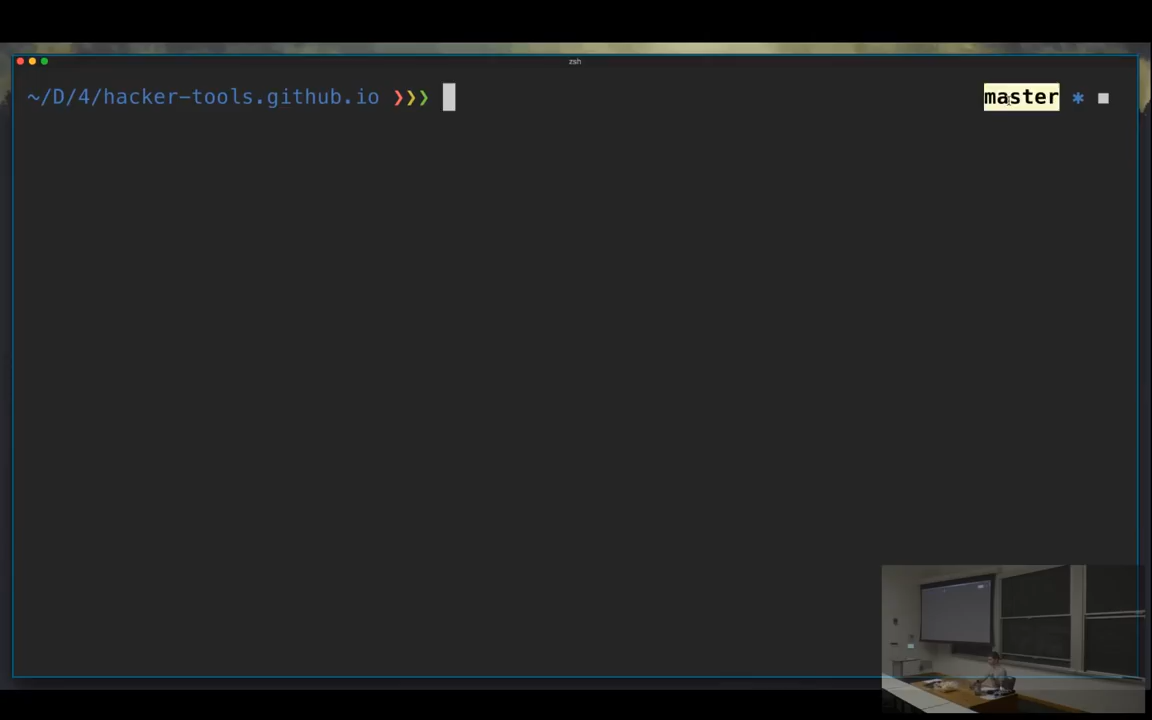 zsh
~/D/4/hacker-tools.github.io ❯❯❯ master * ■